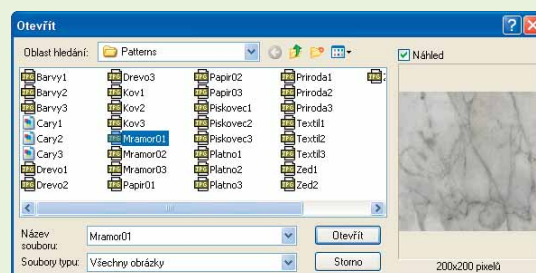 Otevřít
Oblast hledání: Patterns
Náhled
Barvy1 Drevo3 Papir02 Priroda1
Barvy2 Kov1 Papir03 Priroda2
Barvy3 Kov2 Piskovec1 Priroda3
Cary1 Kov3 Piskovec2 Textil1
Cary2 Mramor01 Piskovec3 Textil2
Cary3 Mramor02 Platno1 Textil3
Drevo1 Mramor03 Platno2 Zed1
Drevo2 Papir01 Platno3 Zed2
Název souboru: Mramor01 Otevřít
Soubory typu: Všechny obrázky Storno
200x200 pixelů